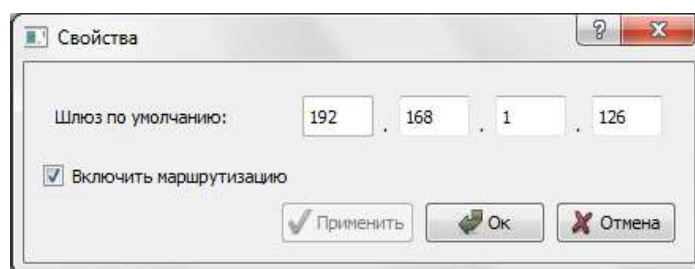 Свойства
Шлюз по умолчанию: 192 . 168 . 1 . 126
Включить маршрутизацию
Применить Ок Отмена